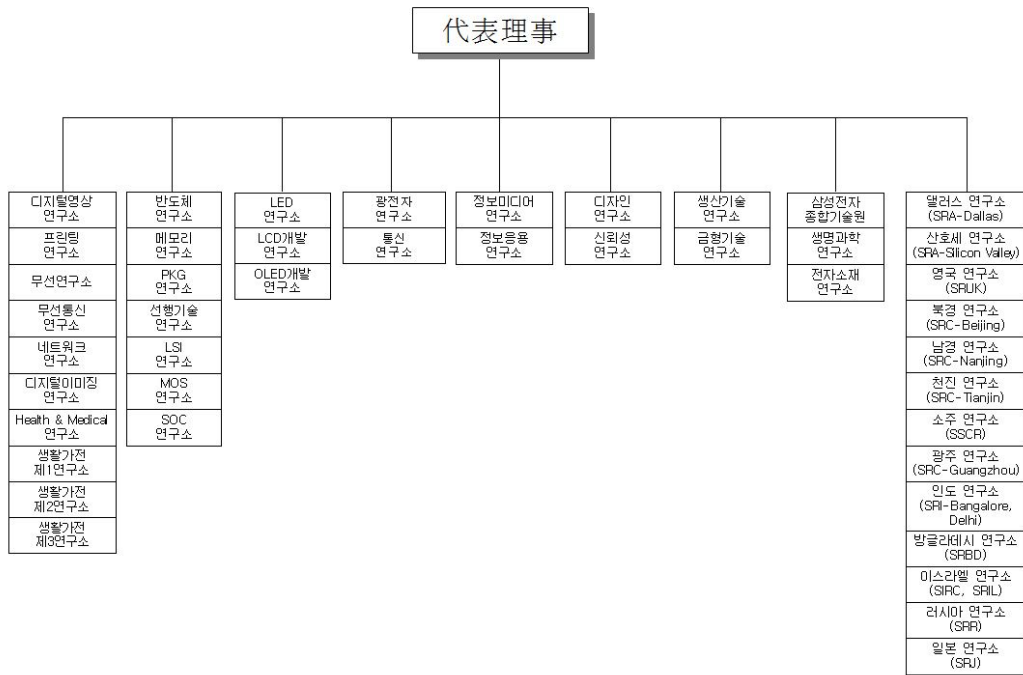 代表理事
디지털영상
연구소
프린팅
연구소
무선연구소
무선통신
연구소
네트워크
연구소
디지털이미징
연구소
Health & Medical
연구소
생활가전
제1연구소
생활가전
제2연구소
생활가전
제3연구소
반도체
연구소
메모리
연구소
PKG
연구소
선행기술
연구소
LSI
연구소
MOS
연구소
SOC
연구소
LED
연구소
LCD개발
연구소
OLED개발
연구소
광전자
연구소
통신
연구소
정보미디어
연구소
정보응용
연구소
디자인
연구소
신뢰성
연구소
생산기술
연구소
금형기술
연구소
삼성전자
종합기술원
생명과학
연구소
전자소재
연구소
댈러스 연구소
(SRA-Dallas)
산호세 연구소
(SRA-Silicon Valley)
영국 연구소
(SRUK)
북경 연구소
(SRC-Beijing)
남경 연구소
(SRC-Nanjing)
천진 연구소
(SRC-Tianjin)
소주 연구소
(SSCR)
광주 연구소
(SRC-Guangzhou)
인도 연구소
(SRI-Bangalore,
Delhi)
방글라데시 연구소
(SRBD)
이스라엘 연구소
(SIRC, SRIL)
러시아 연구소
(SRR)
일본 연구소
(SRJ)